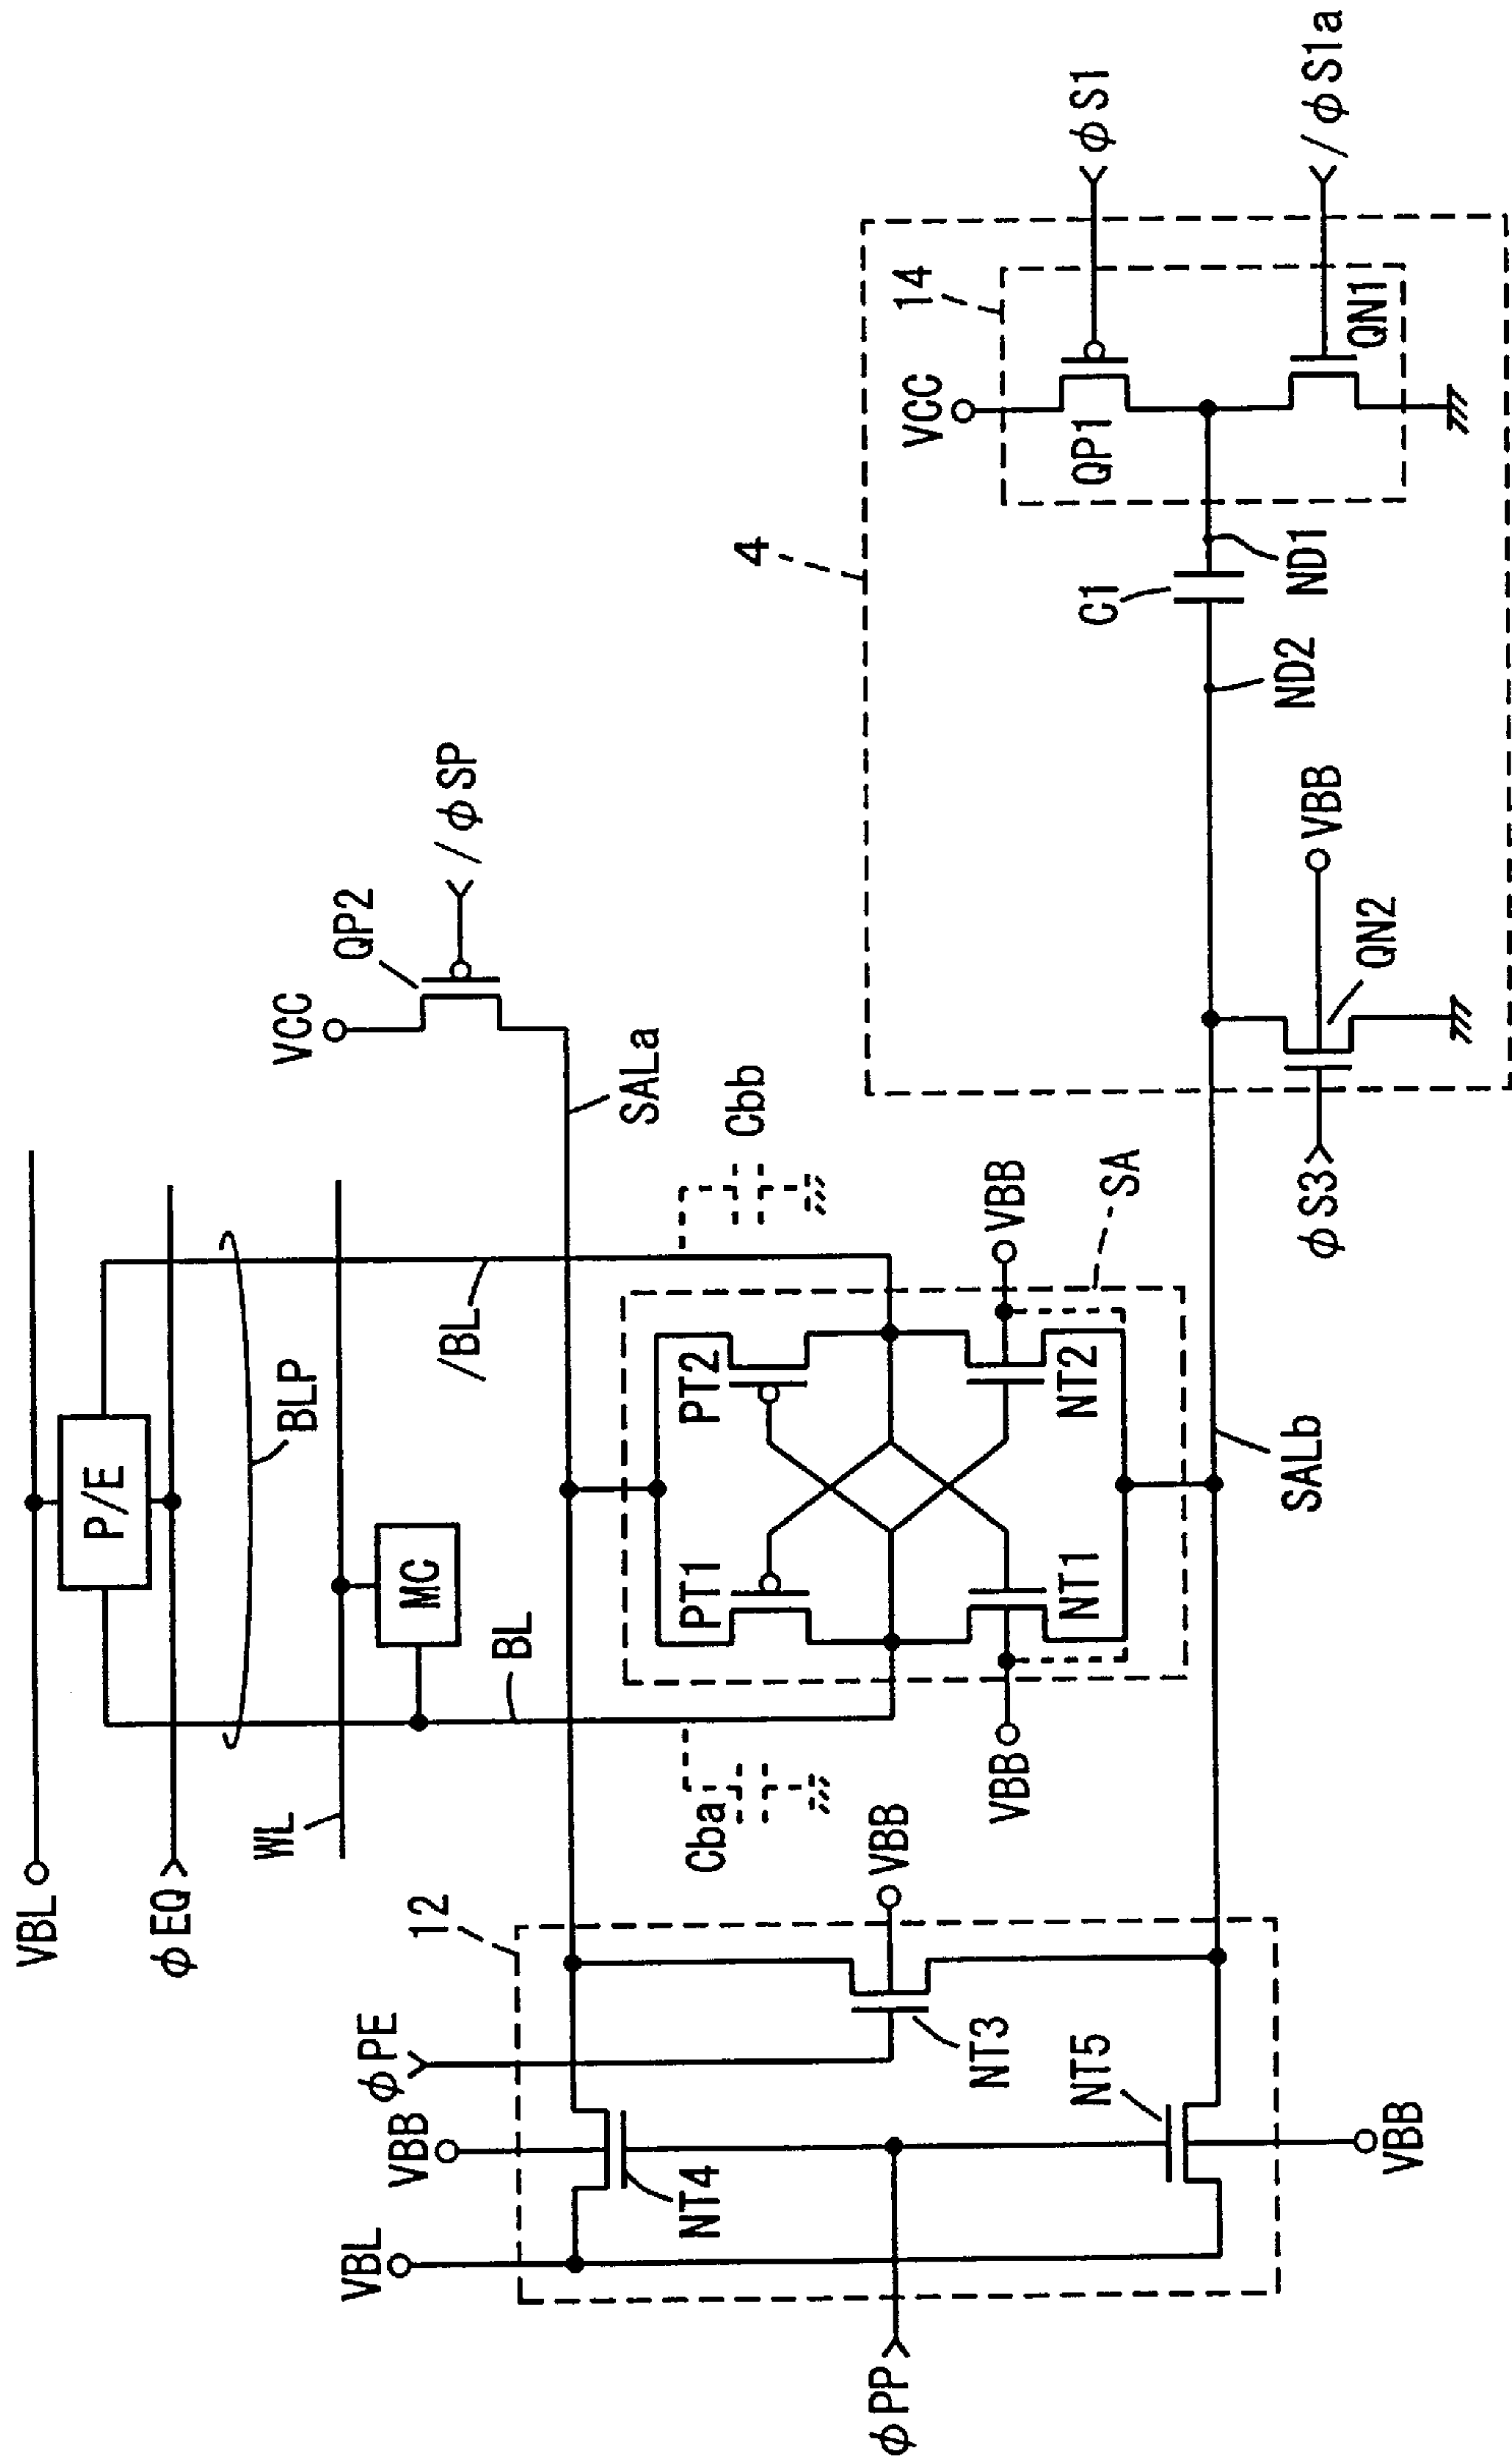 VBL
φEQ
WL
P/E
BLP
MC
BL
/BL
VCC
QP2
/φSP
SALa
Cba
Cbb
12
φPE
VBB
VBL
NT4
NT3
VBB
φPP
NT5
VBB
PT1
PT2
NT1
NT2
VBB
VBB
SA
SALb
4
14
VCC
QP1
φS1
/φS1a
QN1
C1
ND1
ND2
VBB
QN2
φS3